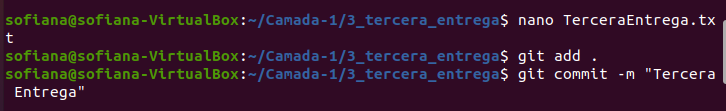 sofiana@sofiana-VirtualBox:~/Camada-1/3_tercera_entrega$ nano TerceraEntrega.tx
t
sofiana@sofiana-VirtualBox:~/Camada-1/3_tercera_entrega$ git add .
sofiana@sofiana-VirtualBox:~/Camada-1/3_tercera_entrega$ git commit -m "Tercera
 Entrega"